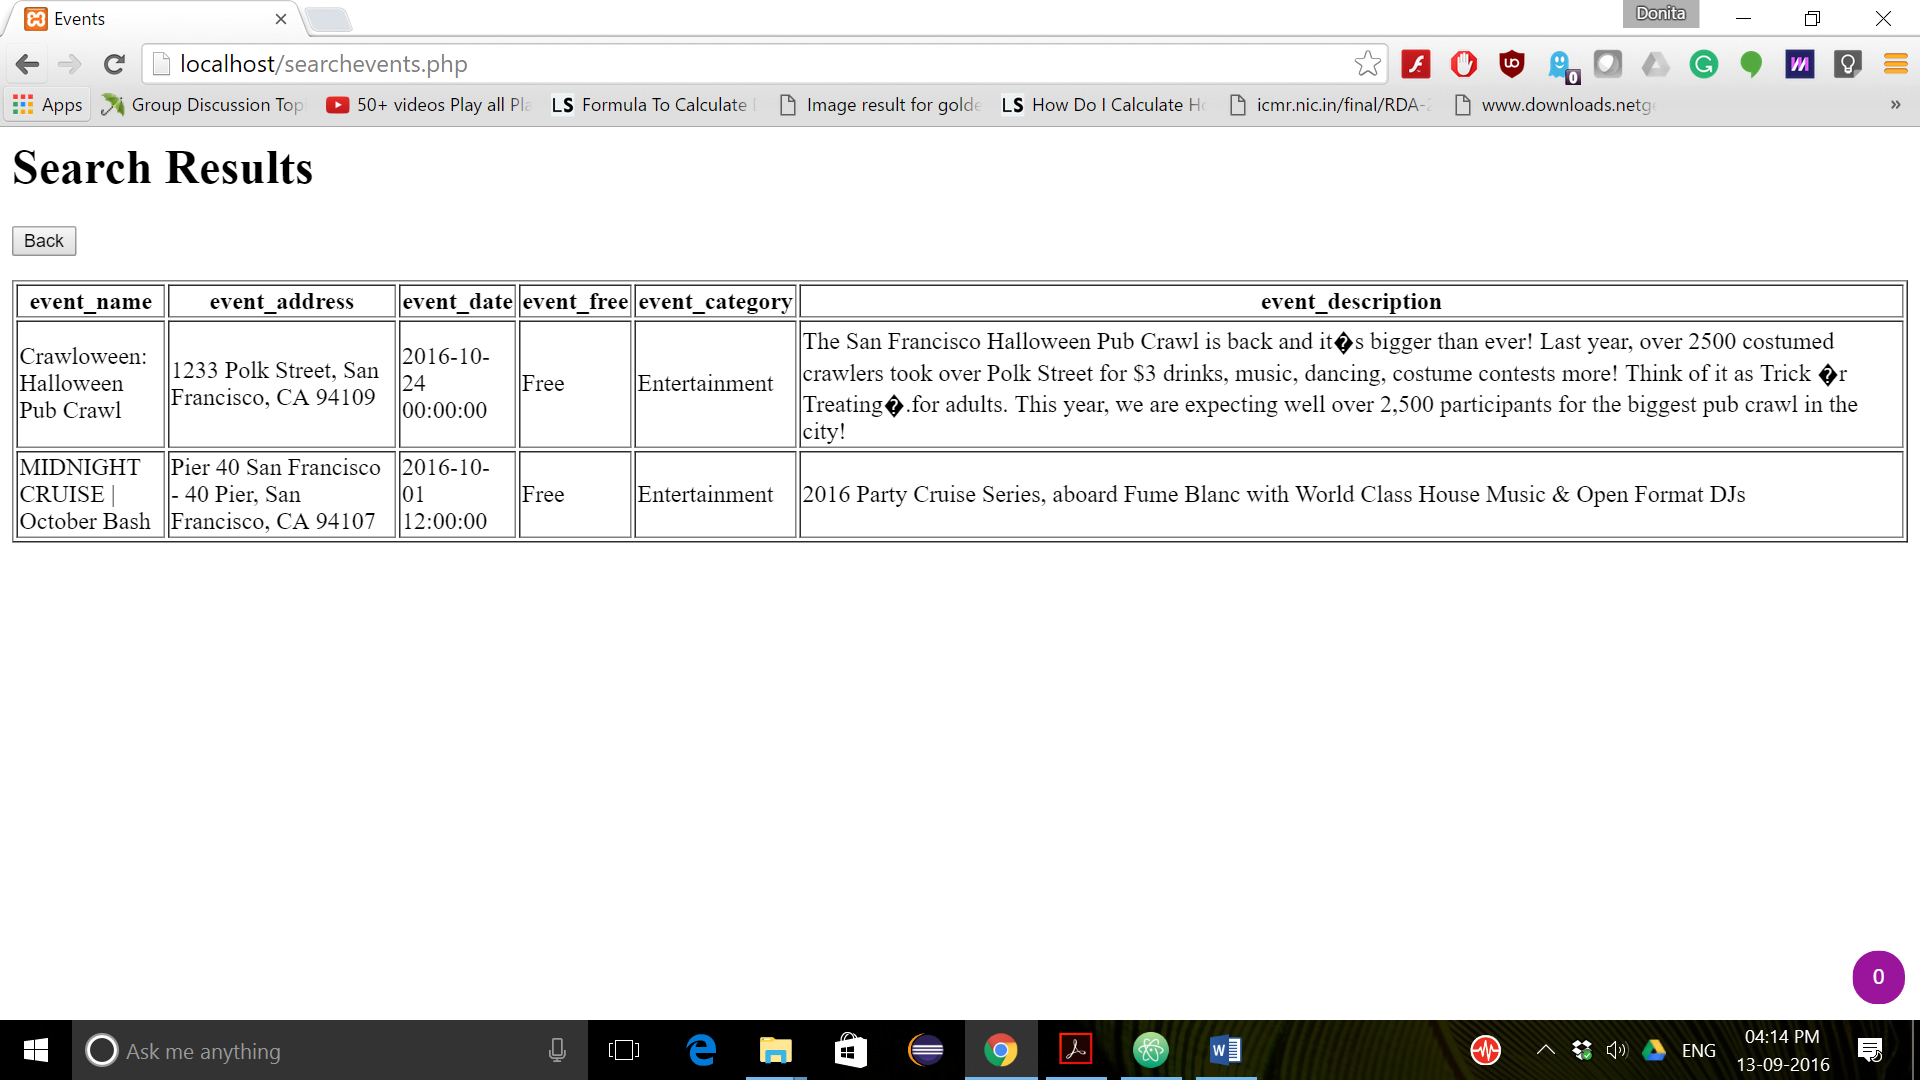 Events
Donita
localhost/searchevents.php
0
Apps
Group Discussion Top
50+ videos Play all Pla
LS Formula To Calculate
Image result for golde
LS How Do I Calculate Ho
icmr.nic.in/final/RDA-2
www.downloads.netge
»
Search Results
Back
event_name event_address event_date event_free event_category event_description
Crawloween:
Halloween
Pub Crawl
1233 Polk Street, San
Francisco, CA 94109
2016-10-
24
00:00:00
Free
Entertainment
The San Francisco Halloween Pub Crawl is back and it�s bigger than ever! Last year, over 2500 costumed
crawlers took over Polk Street for $3 drinks, music, dancing, costume contests more! Think of it as Trick �r
Treating�.for adults. This year, we are expecting well over 2,500 participants for the biggest pub crawl in the
city!
MIDNIGHT
CRUISE |
October Bash
Pier 40 San Francisco
- 40 Pier, San
Francisco, CA 94107
2016-10-
01
12:00:00
Free
Entertainment
2016 Party Cruise Series, aboard Fume Blanc with World Class House Music & Open Format DJs
0
Ask me anything
ENG
04:14 PM
13-09-2016